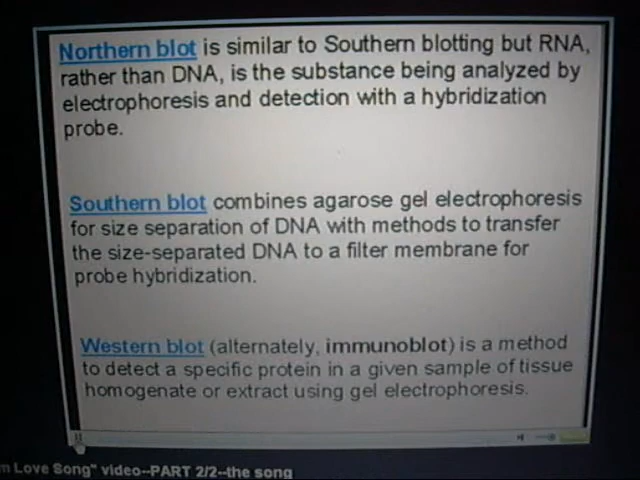 Northern blot is similar to Southern blotting but RNA,
rather than DNA, is the substance being analyzed by
electrophoresis and detection with a hybridization
probe.
Southern blot combines agarose gel electrophoresis
for size separation of DNA with methods to transfer
the size-separated DNA to a filter membrane for
probe hybridization.
Western blot (alternately, immunoblot) is a method
to detect a specific protein in a given sample of tissue
homogenate or extract using gel electrophoresis.
m Love Song" video--PART 2/2--the song